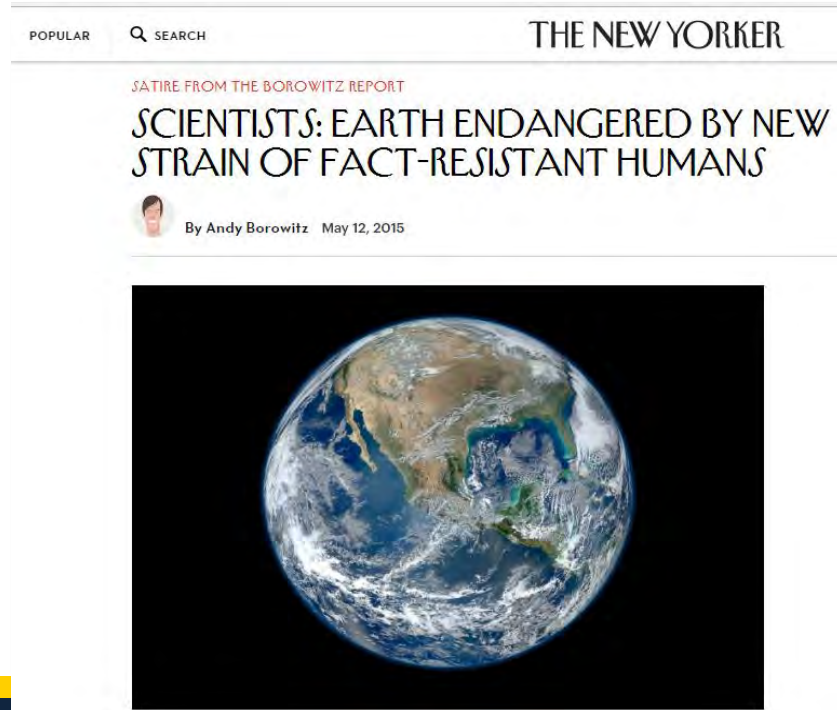 POPULAR
SEARCH
THE NEW YORKER
SATIRE FROM THE BOROWITZ REPORT
SCIENTISTS: EARTH ENDANGERED BY NEW
STRAIN OF FACT-RESISTANT HUMANS
By Andy Borowitz May 12, 2015